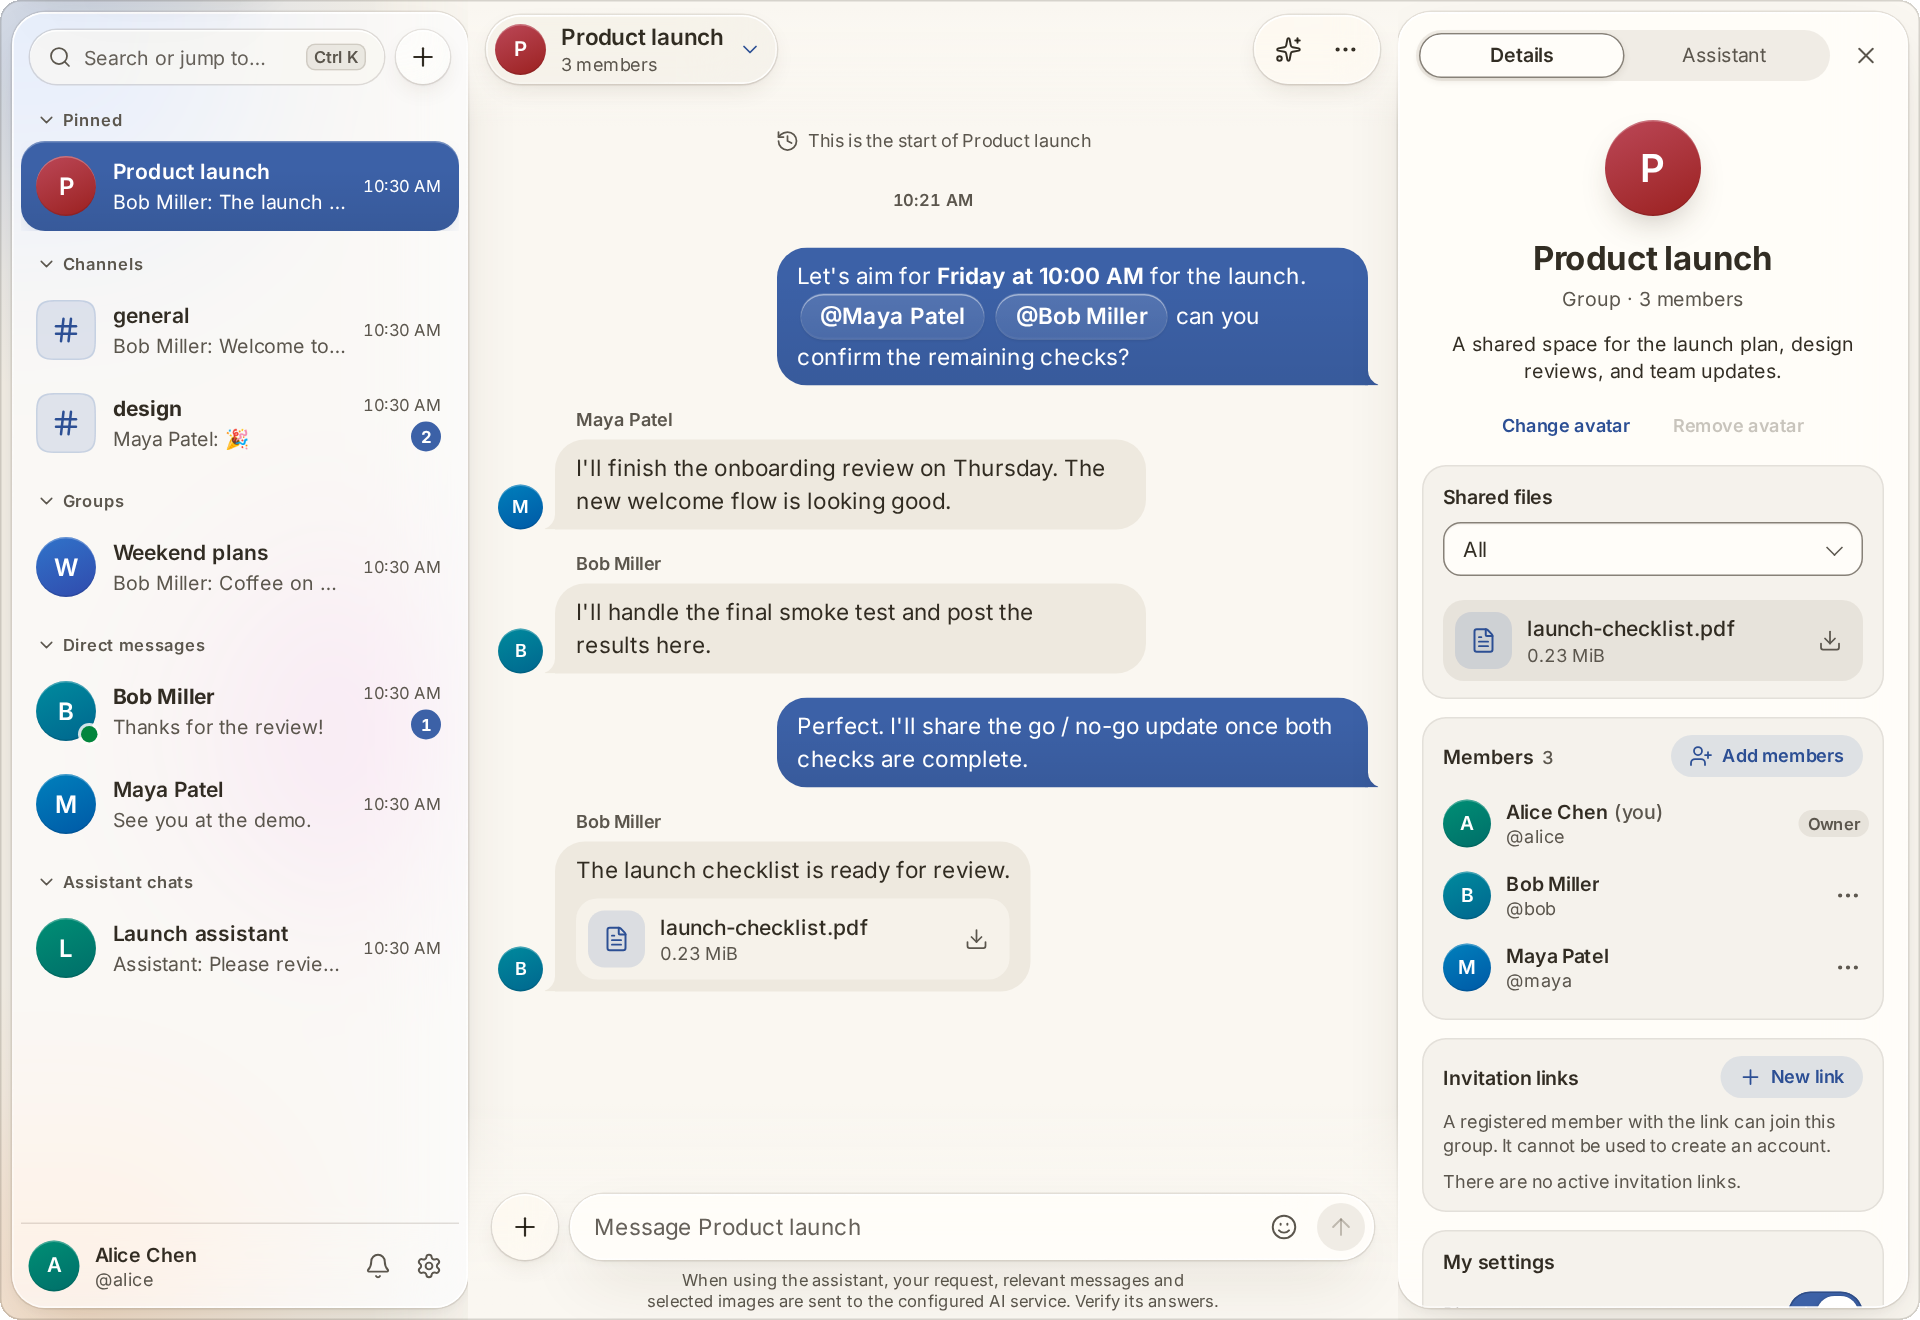 Search or jump to...
Ctrl K
Pinned
P
Product launch
10:30 AM
Bob Miller: The launch ...
Channels
general
10:30 AM
Bob Miller: Welcome to...
design
10:30 AM
Maya Patel: 🎉
2
Groups
W
Weekend plans
10:30 AM
Bob Miller: Coffee on ...
Direct messages
B
Bob Miller
10:30 AM
Thanks for the review!
1
M
Maya Patel
10:30 AM
See you at the demo.
Assistant chats
L
Launch assistant
10:30 AM
Assistant: Please revie...
A
Alice Chen
@alice
P
Product launch
3 members
This is the start of Product launch
10:21 AM
Let's aim for Friday at 10:00 AM for the launch.
@Maya Patel @Bob Miller can you
confirm the remaining checks?
Maya Patel
I'll finish the onboarding review on Thursday. The
new welcome flow is looking good.
M
Bob Miller
I'll handle the final smoke test and post the
results here.
B
Perfect. I'll share the go / no-go update once both
checks are complete.
Bob Miller
The launch checklist is ready for review.
launch-checklist.pdf
0.23 MiB
B
Message Product launch
When using the assistant, your request, relevant messages and
selected images are sent to the configured AI service. Verify its answers.
Details
Assistant
P
Product launch
Group · 3 members
A shared space for the launch plan, design
reviews, and team updates.
Change avatar
Remove avatar
Shared files
All
launch-checklist.pdf
0.23 MiB
Members 3
Add members
A
Alice Chen (you)
@alice
Owner
B
Bob Miller
@bob
M
Maya Patel
@maya
Invitation links
New link
A registered member with the link can join this
group. It cannot be used to create an account.
There are no active invitation links.
My settings